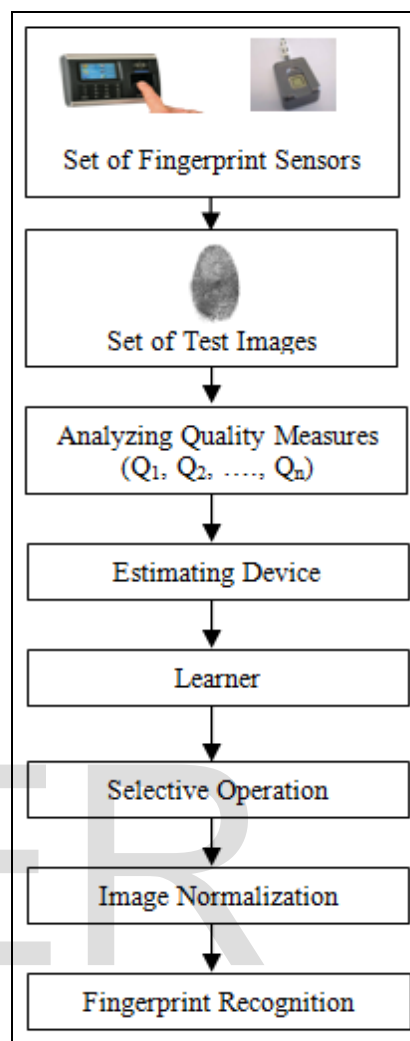 Set of Fingerprint Sensors
Set of Test Images
Analyzing Quality Measures
(Q₁, Q₂, …., Qₙ)
Estimating Device
Learner
Selective Operation
Image Normalization
ER
Fingerprint Recognition